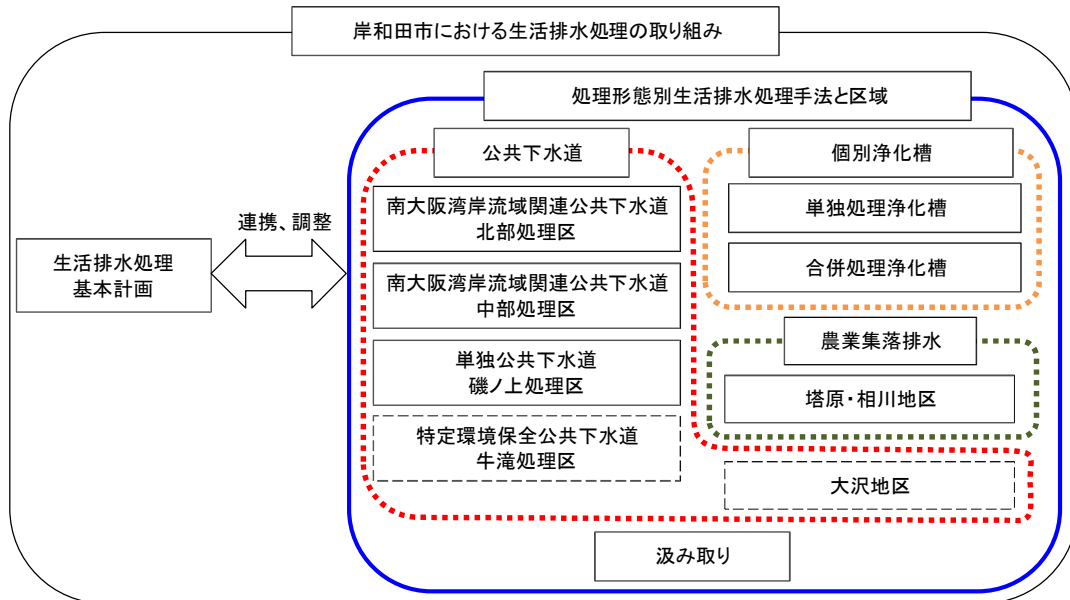 岸和田市における生活排水処理の取り組み
処理形態別生活排水処理手法と区域
公共下水道
南大阪湾岸流域関連公共下水道
北部処理区
南大阪湾岸流域関連公共下水道
中部処理区
単独公共下水道
磯ノ上処理区
特定環境保全公共下水道
牛滝処理区
個別浄化槽
単独処理浄化槽
合併処理浄化槽
農業集落排水
塔原・相川地区
大沢地区
汲み取り
連携、調整
生活排水処理
基本計画